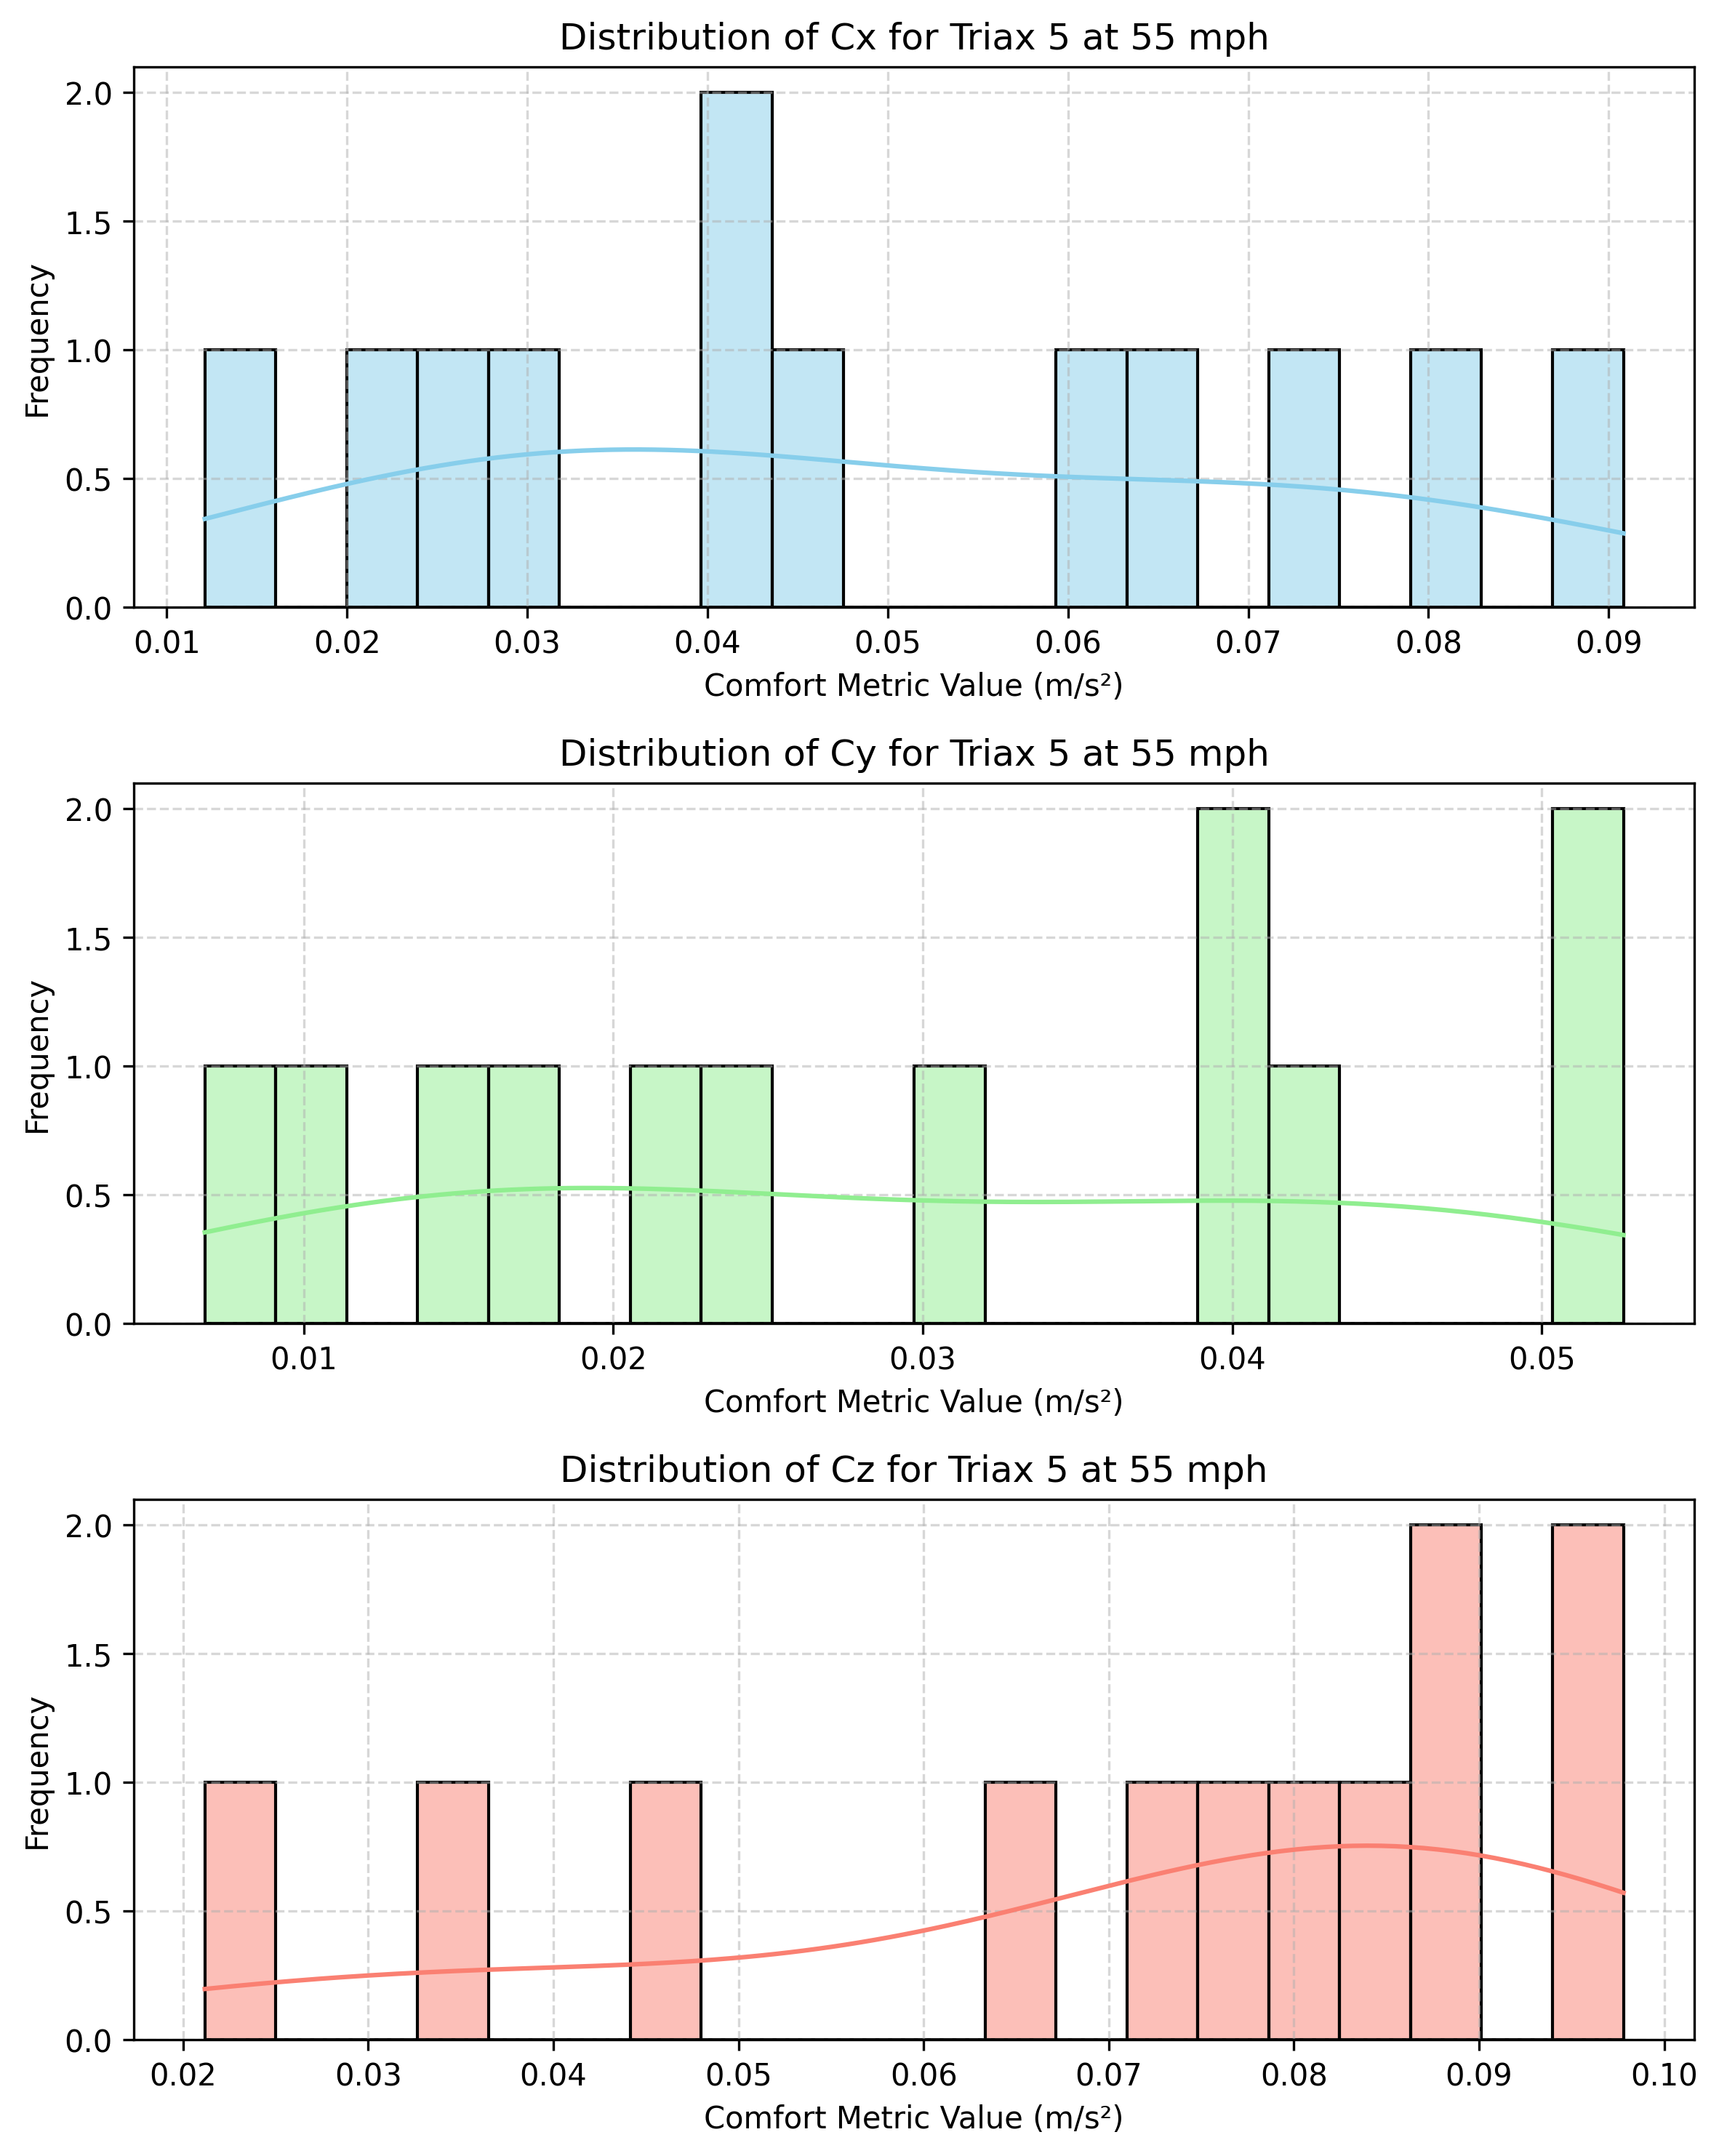 Distribution of Cx for Triax 5 at 55 mph
2.0
1.5
1.0
0.5
0.0
Frequency
0.01 0.02 0.03 0.04 0.05 0.06 0.07 0.08 0.09
Comfort Metric Value (m/s²)
Distribution of Cy for Triax 5 at 55 mph
2.0
1.5
1.0
0.5
0.0
Frequency
0.01 0.02 0.03 0.04 0.05
Comfort Metric Value (m/s²)
Distribution of Cz for Triax 5 at 55 mph
2.0
1.5
1.0
0.5
0.0
Frequency
0.02 0.03 0.04 0.05 0.06 0.07 0.08 0.09 0.10
Comfort Metric Value (m/s²)